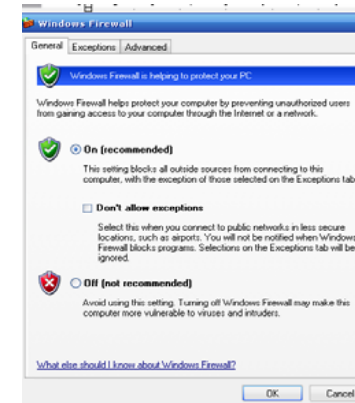 Windows Firewall
General Exceptions Advanced
Windows Firewall is helping to protect your PC
Windows Firewall helps protect your computer by preventing unauthorized users
from gaining access to your computer through the Internet or a network.
On (recommended)
This setting blocks all outside sources from connecting to this
computer, with the exception of those selected on the Exceptions tab
Don't allow exceptions
Select this when you connect to public networks in less secure
locations, such as airports. You will not be notified when Windows
Firewall blocks programs. Selections on the Exceptions tab will be
ignored.
Off (not recommended)
Avoid using this setting. Turning off Windows Firewall may make this
computer more vulnerable to viruses and intruders.
What else should I know about Windows Firewall?
OK Cancel